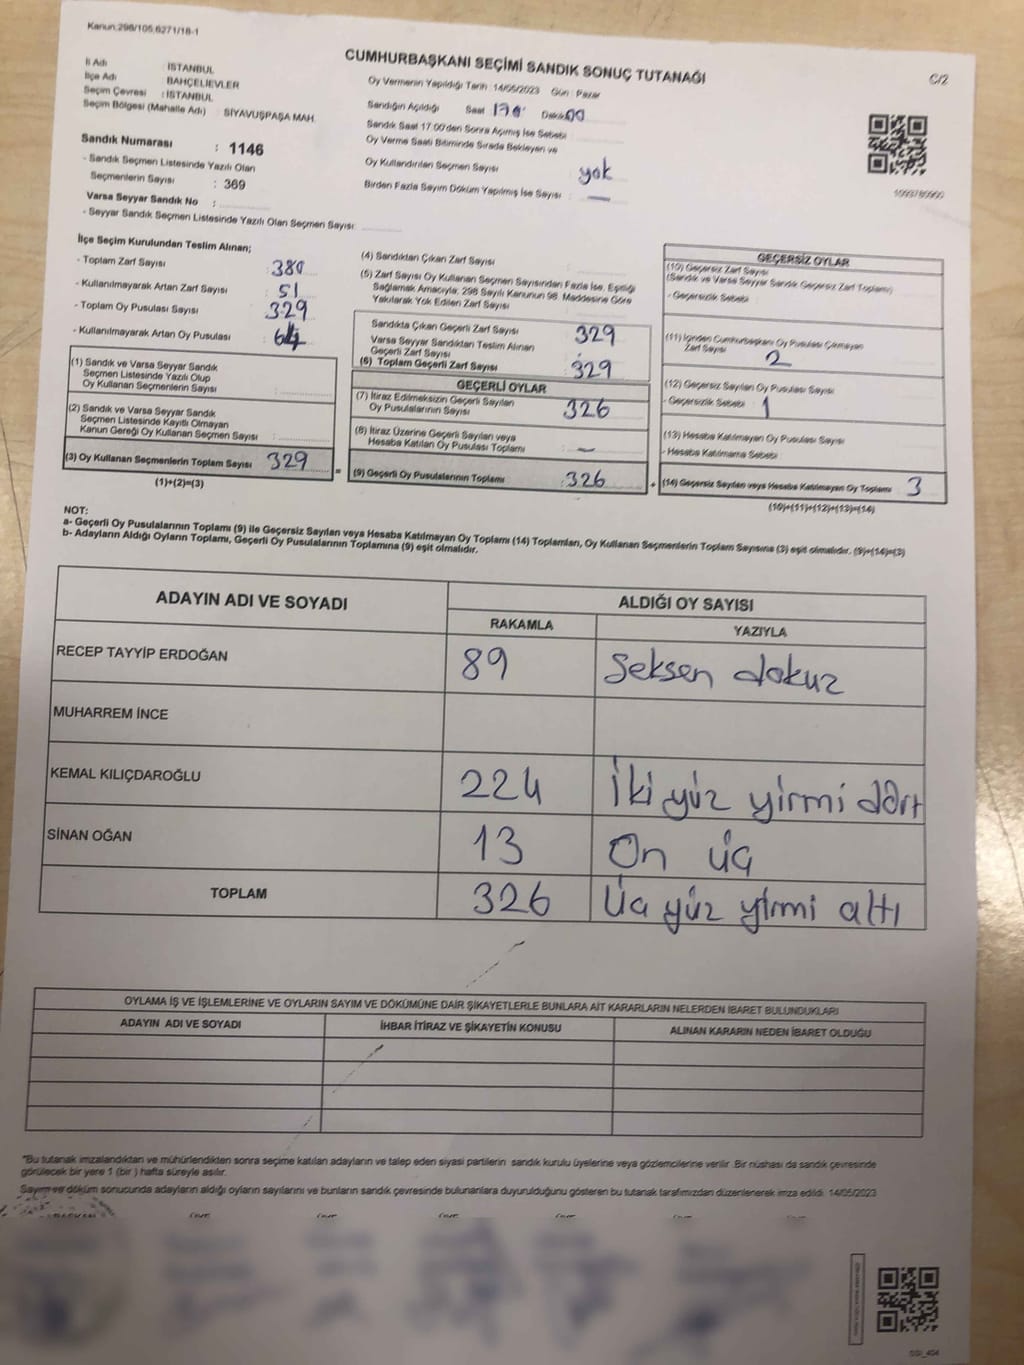 Kanun:298/105,6271/18-1
CUMHURBAŞKANI SEÇİMİ SANDIK SONUÇ TUTANAĞI
C/2
İl Adı : İSTANBUL
İlçe Adı : BAHÇELİEVLER
Seçim Çevresi : İSTANBUL
Seçim Bölgesi (Mahalle Adı) : SİYAVUŞPAŞA MAH.
Oy Vermenin Yapıldığı Tarih : 14/05/2023 Gün : Pazar
Sandığın Açıldığı Saat Dakika
Sandık Saat 17.00'den Sonra Açılmış İse Sebebi
Oy Verme Saati Bitiminde Sırada Bekleyen ve
Oy Kullandırılan Seçmen Sayısı yok
Birden Fazla Sayım Döküm Yapılmış İse Sayısı : —
Sandık Numarası : 1146
- Sandık Seçmen Listesinde Yazılı Olan
Seçmenlerin Sayısı : 369
Varsa Seyyar Sandık No :
- Seyyar Sandık Seçmen Listesinde Yazılı Olan Seçmen Sayısı:
İlçe Seçim Kurulundan Teslim Alınan;
- Toplam Zarf Sayısı 380
- Kullanılmayarak Artan Zarf Sayısı : 51
- Toplam Oy Pusulası Sayısı : 329
- Kullanılmayarak Artan Oy Pusulası :
(1) Sandık ve Varsa Seyyar Sandık
Seçmen Listesinde Yazılı Olup
Oy Kullanan Seçmenlerin Sayısı :
(2) Sandık ve Varsa Seyyar Sandık
Seçmen Listesinde Kayıtlı Olmayan
Kanun Gereği Oy Kullanan Seçmen Sayısı :
(3) Oy Kullanan Seçmenlerin Toplam Sayısı 329
(1)+(2)=(3)
=
(4) Sandıktan Çıkan Zarf Sayısı :
(5) Zarf Sayısı Oy Kullanan Seçmen Sayısından Fazla İse, Eşitliği
Sağlamak Amacıyla; 298 Sayılı Kanunun 98. Maddesine Göre
Yakılarak Yok Edilen Zarf Sayısı :
Sandıkta Çıkan Geçerli Zarf Sayısı 329
Varsa Seyyar Sandıktan Teslim Alınan
Geçerli Zarf Sayısı :
(6) Toplam Geçerli Zarf Sayısı 329
GEÇERLİ OYLAR
(7) İtiraz Edilmeksizin Geçerli Sayılan
Oy Pusulalarının Sayısı 326
(8) İtiraz Üzerine Geçerli Sayılan veya
Hesaba Katılan Oy Pusulası Toplamı : —
(9) Geçerli Oy Pusulalarının Toplamı : 326
+
GEÇERSİZ OYLAR
(10) Geçersiz Zarf Sayısı
(Sandık ve Varsa Seyyar Sandık Geçersiz Zarf Toplamı)
- Geçersizlik Sebebi
(11) İçinden Cumhurbaşkanı Oy Pusulası Çıkmayan
Zarf Sayısı 2
(12) Geçersiz Sayılan Oy Pusulası Sayısı
- Geçersizlik Sebebi 1
(13) Hesaba Katılmayan Oy Pusulası Sayısı
- Hesaba Katılmama Sebebi
(14) Geçersiz Sayılan veya Hesaba Katılmayan Oy Toplamı 3
(10)+(11)+(12)+(13)=(14)
NOT:
a- Geçerli Oy Pusulalarının Toplamı (9) ile Geçersiz Sayılan veya Hesaba Katılmayan Oy Toplamı (14) Toplamları, Oy Kullanan Seçmenlerin Toplam Sayısına (3) eşit olmalıdır. (9)+(14)=(3)
b- Adayların Aldığı Oyların Toplamı, Geçerli Oy Pusulalarının Toplamına (9) eşit olmalıdır.
ADAYIN ADI VE SOYADI ALDIĞI OY SAYISI
RAKAMLA YAZIYLA
RECEP TAYYİP ERDOĞAN 89 Seksen dokuz
MUHARREM İNCE
KEMAL KILIÇDAROĞLU 224 İki yüz yirmi dört
SİNAN OĞAN 13 On üç
TOPLAM 326 Üç yüz yirmi altı
OYLAMA İŞ VE İŞLEMLERİNE VE OYLARIN SAYIM VE DÖKÜMÜNE DAİR ŞİKAYETLERLE BUNLARA AİT KARARLARIN NELERDEN İBARET BULUNDUKLARI
ADAYIN ADI VE SOYADI İHBAR İTİRAZ VE ŞİKAYETİN KONUSU ALINAN KARARIN NEDEN İBARET OLDUĞU
"Bu tutanak imzalandıktan ve mühürlendikten sonra seçime katılan adayların ve talep eden siyasi partilerin sandık kurulu üyelerine veya gözlemcilerine verilir. Bir nüshası da sandık çevresinde
görülecek bir yere 1 (bir ) hafta süreyle asılır.
Sayım ve döküm sonucunda adayların aldığı oyların sayılarını ve bunların sandık çevresinde bulunanlara duyurulduğunu gösteren bu tutanak tarafımızdan düzenlenerek imza edildi. 14/05/2023